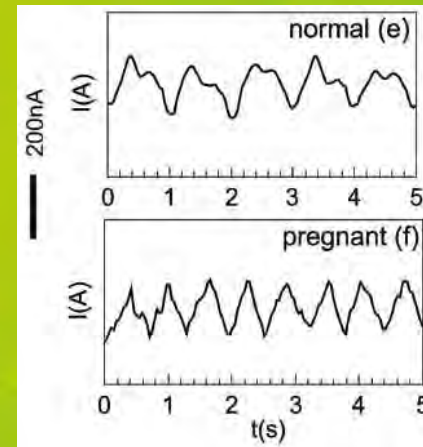 200nA
normal (e)
I(A)
0 1 2 3 4 5
pregnant (f)
I(A)
0 1 2 3 4 5
t(s)